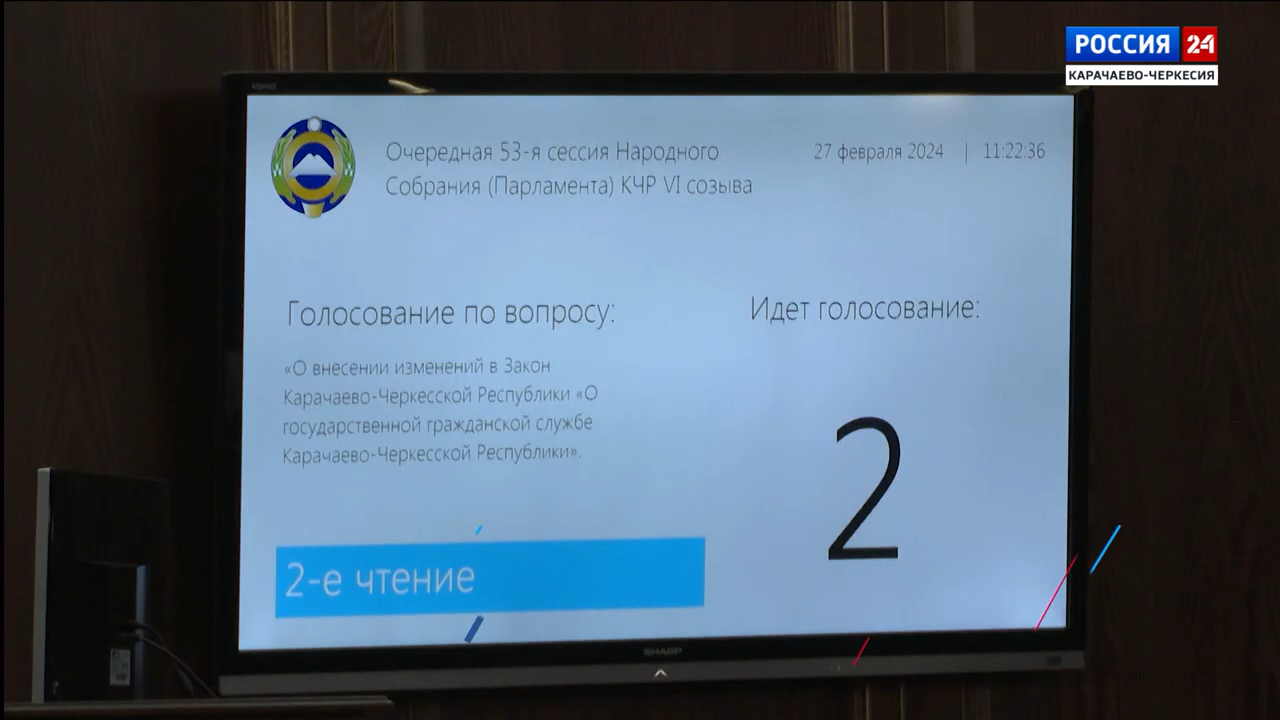 РОССИЯ 24
КАРАЧАЕВО-ЧЕРКЕСИЯ
Очередная 53-я сессия Народного
Собрания (Парламента) КЧР VI созыва
27 февраля 2024 | 11:22:36
Голосование по вопросу:
«О внесении изменений в Закон
Карачаево-Черкесской Республики «О
государственной гражданской службе
Карачаево-Черкесской Республики».
2-е чтение
Идет голосование:
2
SHARP